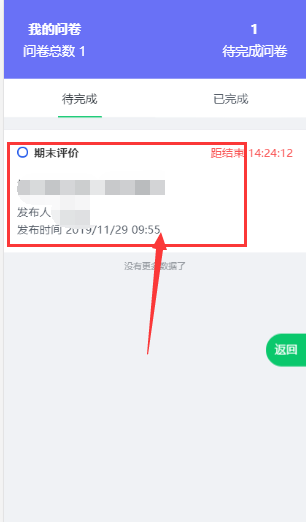 我的问卷 1
问卷总数 1 待完成问卷
待完成 已完成
期末评价 距结束 14:24:12
发布人
发布时间 2019/11/29 09:55
没有更多数据了
返回